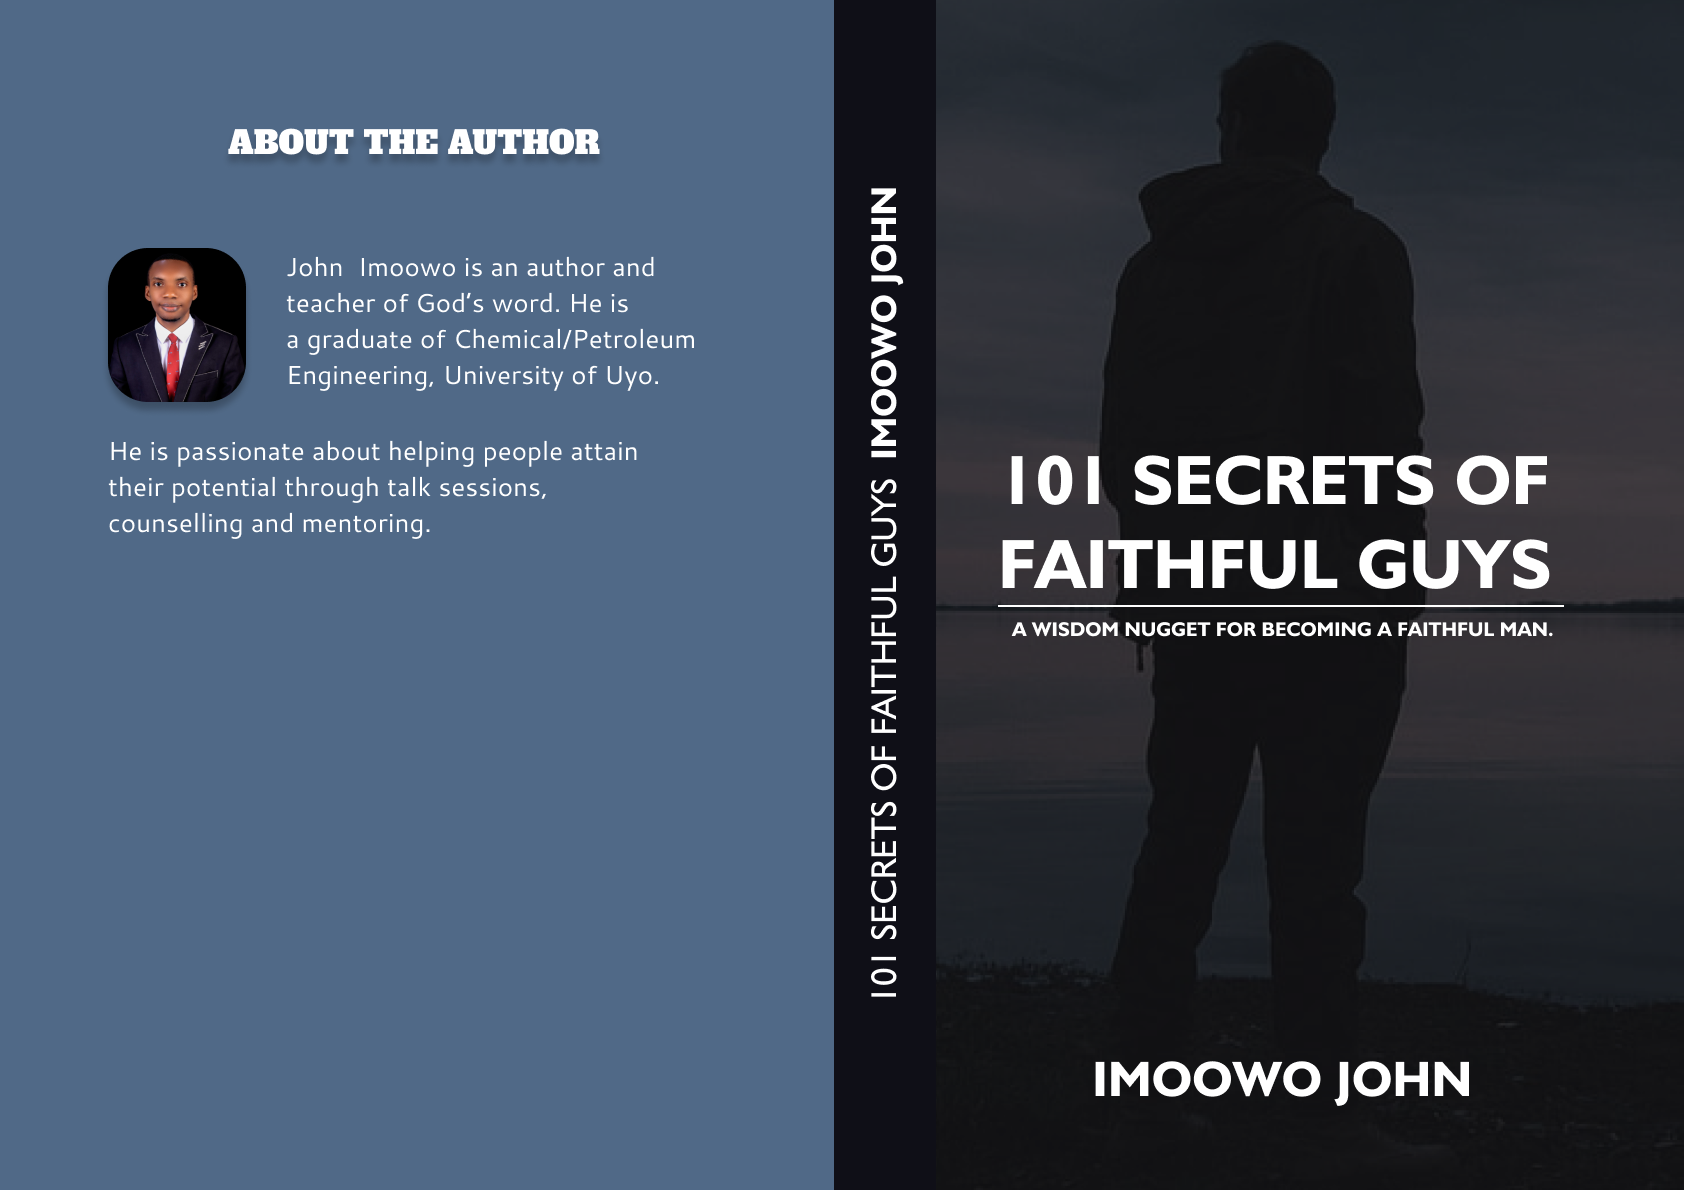 ABOUT THE AUTHOR
John  Imoowo is an author and
teacher of God's word. He is
a graduate of Chemical/Petroleum
Engineering, University of Uyo.
He is passionate about helping people attain
their potential through talk sessions,
counselling and mentoring.
101 SECRETS OF FAITHFUL GUYS IMOOWO JOHN
101 SECRETS OF
FAITHFUL GUYS
A WISDOM NUGGET FOR BECOMING A FAITHFUL MAN.
IMOOWO JOHN